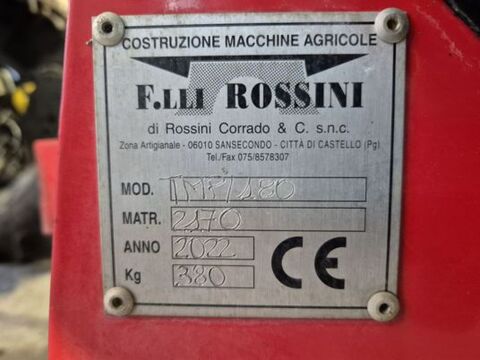 COSTRUZIONE MACCHINE AGRICOLE
F.LLI ROSSINI
di Rossini Corrado & C. s.n.c.
Zona Artigianale - 06010 SANSECONDO - CITTÀ DI CASTELLO (Pg)
Tel./Fax 075/8578307
MOD.
MATR. 2170
ANNO 2022
Kg 380
CE